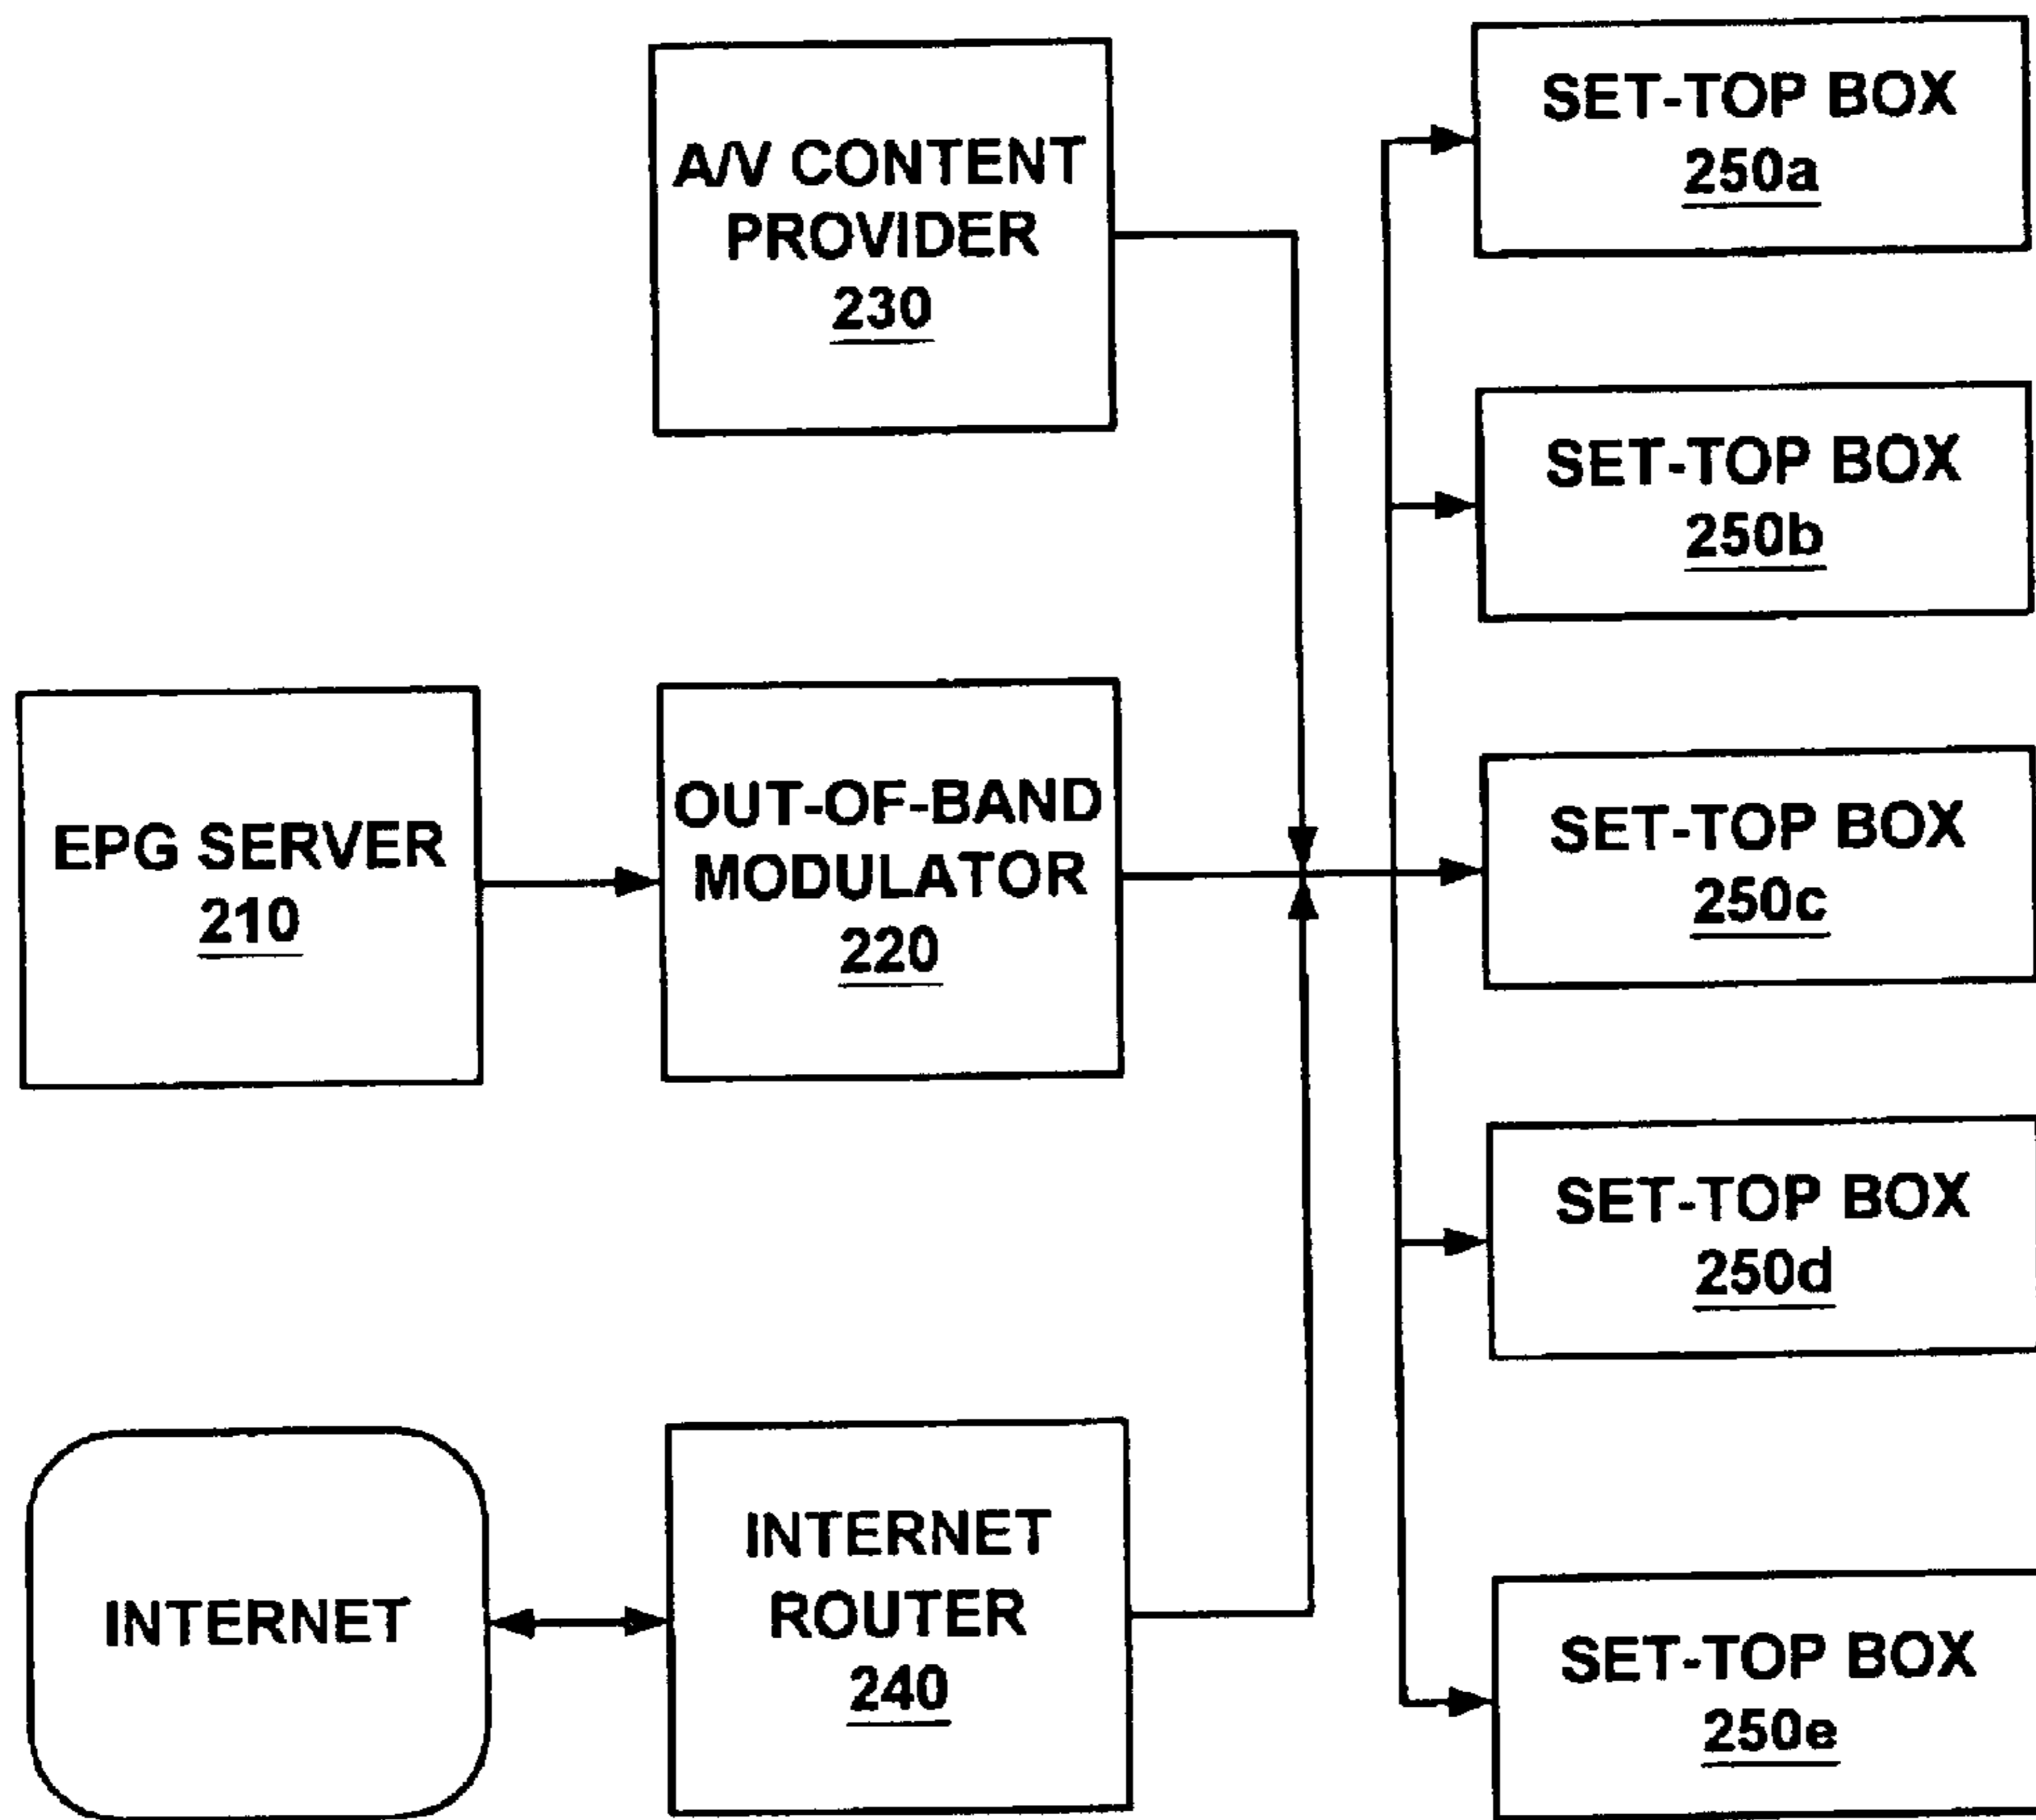 A/V CONTENT
PROVIDER
230
EPG SERVER
210
OUT-OF-BAND
MODULATOR
220
INTERNET
INTERNET
ROUTER
240
SET-TOP BOX
250a
SET-TOP BOX
250b
SET-TOP BOX
250c
SET-TOP BOX
250d
SET-TOP BOX
250e